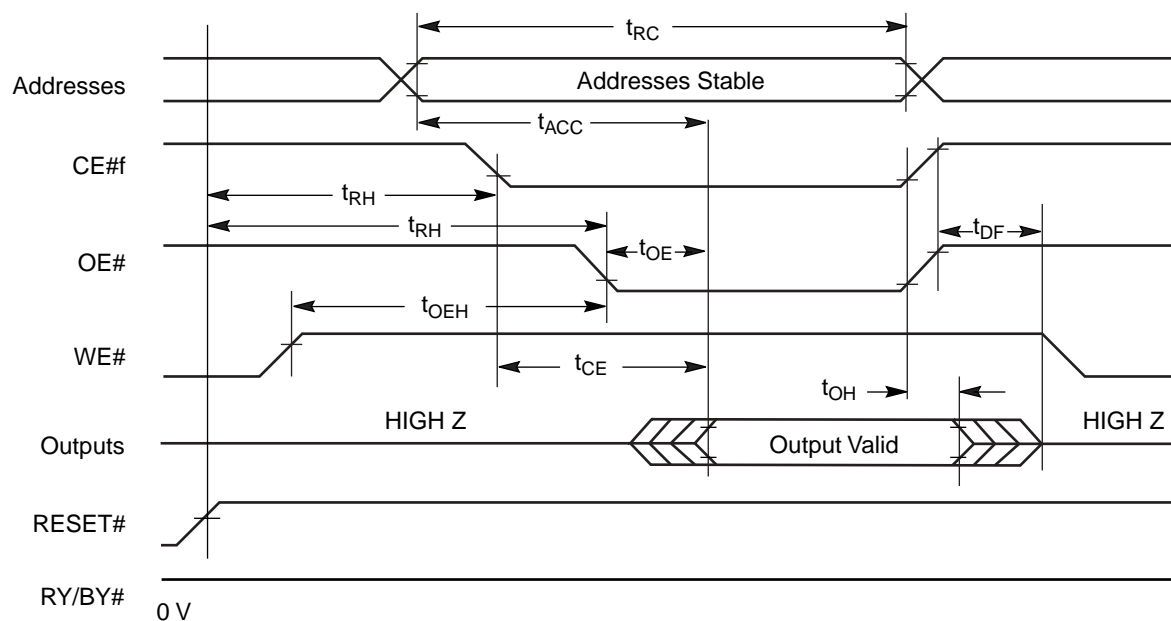 tRC
Addresses
Addresses Stable
tACC
CE#f
tRH
tRH
tOE
tDF
OE#
tOEH
WE#
tCE
tOH
HIGH Z
HIGH Z
Outputs
Output Valid
RESET#
RY/BY#
0 V